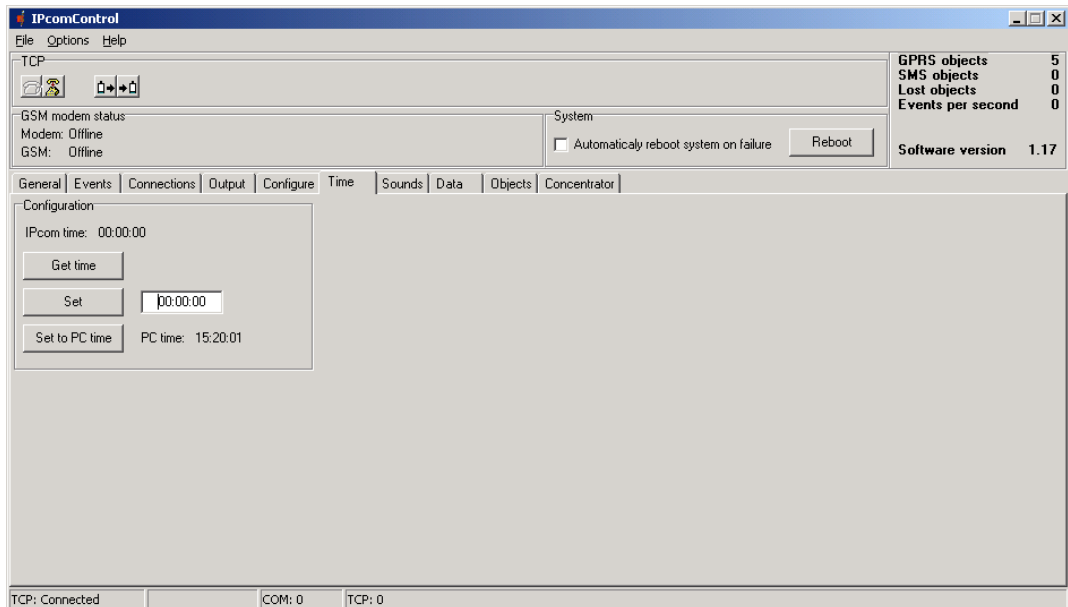 IPcomControl
File Options Help
TCP
GPRS objects 5
SMS objects 0
Lost objects 0
Events per second 0
Software version 1.17
GSM modem status
Modem: Offline
GSM: Offline
System
Automaticaly reboot system on failure
Reboot
General Events Connections Output Configure Time Sounds Data Objects Concentrator
Configuration
IPcom time: 00:00:00
Get time
Set 00:00:00
Set to PC time PC time: 15:20:01
TCP: Connected COM: 0 TCP: 0